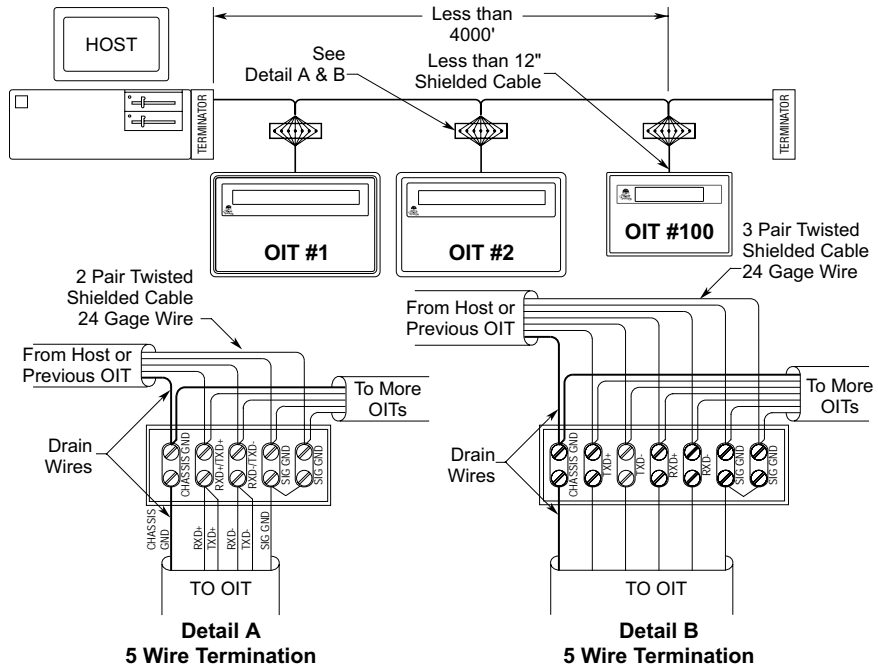 HOST
Less than
4000'
See
Detail A & B
Less than 12"
Shielded Cable
TERMINATOR
TERMINATOR
OIT #1
OIT #2
OIT #100
2 Pair Twisted
Shielded Cable
24 Gage Wire
From Host or
Previous OIT
To More
OITs
Drain
Wires
CHASSIS GND
RXD+/TXD+
RXD-/TXD-
SIG GND
SIG GND
CHASSIS
GND
RXD+
TXD+
RXD-
TXD-
SIG GND
TO OIT
Detail A
5 Wire Termination
3 Pair Twisted
Shielded Cable
24 Gage Wire
From Host or
Previous OIT
To More
OITs
Drain
Wires
CHASSIS GND
TXD+
TXD-
RXD+
RXD-
SIG GND
SIG GND
TO OIT
Detail B
5 Wire Termination